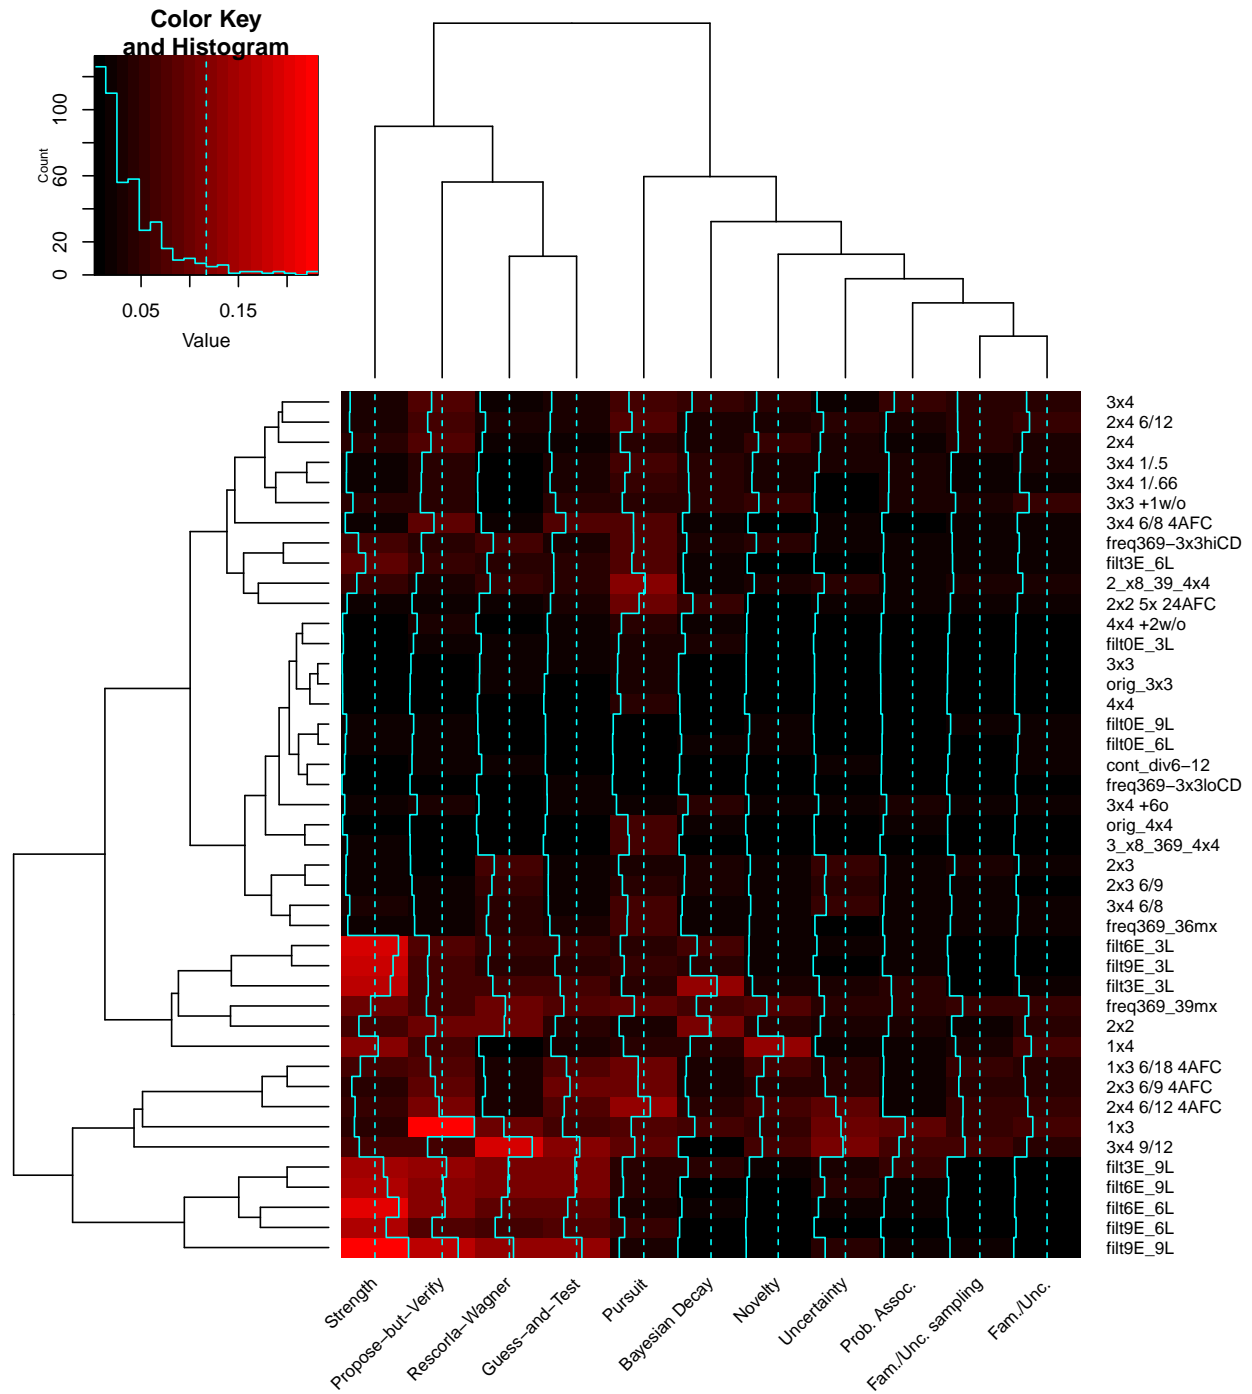 Color Key
and Histogram
Count
0
20
60
100
0.05
0.15
Value
3x4
2x4 6/12
2x4
3x4 1/.5
3x4 1/.66
3x3 +1w/o
3x4 6/8 4AFC
freq369−3x3hiCD
filt3E_6L
2_x8_39_4x4
2x2 5x 24AFC
4x4 +2w/o
filt0E_3L
3x3
orig_3x3
4x4
filt0E_9L
filt0E_6L
cont_div6−12
freq369−3x3loCD
3x4 +6o
orig_4x4
3_x8_369_4x4
2x3
2x3 6/9
3x4 6/8
freq369_36mx
filt6E_3L
filt9E_3L
filt3E_3L
freq369_39mx
2x2
1x4
1x3 6/18 4AFC
2x3 6/9 4AFC
2x4 6/12 4AFC
1x3
3x4 9/12
filt3E_9L
filt6E_9L
filt6E_6L
filt9E_6L
filt9E_9L
Strength
Propose−but−Verify
Rescorla−Wagner
Guess−and−Test
Pursuit
Bayesian Decay
Novelty
Uncertainty
Prob. Assoc.
Fam./Unc. sampling
Fam./Unc.